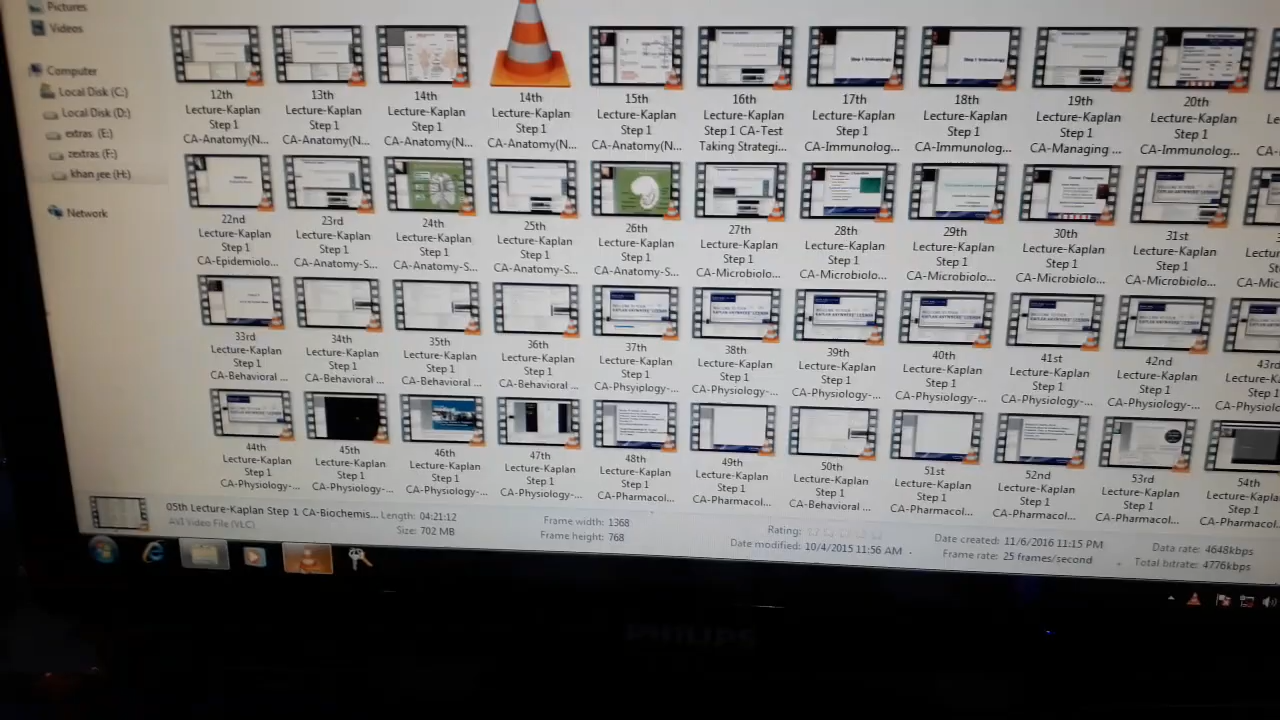 Pictures
Videos
Computer
Local Disk (C:)
Local Disk (D:)
extras (E:)
zextras (F:)
khan jee (H:)
Network
12th
Lecture-Kaplan
Step 1
CA-Anatomy(N...
13th
Lecture-Kaplan
Step 1
CA-Anatomy(N...
14th
Lecture-Kaplan
Step 1
CA-Anatomy(N...
14th
Lecture-Kaplan
Step 1
CA-Anatomy(N...
15th
Lecture-Kaplan
Step 1
CA-Anatomy(N...
16th
Lecture-Kaplan
Step 1 CA-Test
Taking Strategi...
17th
Lecture-Kaplan
Step 1
CA-Immunolog...
18th
Lecture-Kaplan
Step 1
CA-Immunolog...
19th
Lecture-Kaplan
Step 1
CA-Managing ...
20th
Lecture-Kaplan
Step 1
CA-Immunolog...
22nd
Lecture-Kaplan
Step 1
CA-Epidemiolo...
23rd
Lecture-Kaplan
Step 1
CA-Anatomy-S...
24th
Lecture-Kaplan
Step 1
CA-Anatomy-S...
25th
Lecture-Kaplan
Step 1
CA-Anatomy-S...
26th
Lecture-Kaplan
Step 1
CA-Anatomy-S...
27th
Lecture-Kaplan
Step 1
CA-Microbiolo...
28th
Lecture-Kaplan
Step 1
CA-Microbiolo...
29th
Lecture-Kaplan
Step 1
CA-Microbiolo...
30th
Lecture-Kaplan
Step 1
CA-Microbiolo...
31st
Lecture-Kaplan
Step 1
CA-Microbiolo...
33rd
Lecture-Kaplan
Step 1
CA-Behavioral ...
34th
Lecture-Kaplan
Step 1
CA-Behavioral ...
35th
Lecture-Kaplan
Step 1
CA-Behavioral ...
36th
Lecture-Kaplan
Step 1
CA-Behavioral ...
37th
Lecture-Kaplan
Step 1
CA-Physiology-...
38th
Lecture-Kaplan
Step 1
CA-Physiology-...
39th
Lecture-Kaplan
Step 1
CA-Physiology-...
40th
Lecture-Kaplan
Step 1
CA-Physiology-...
41st
Lecture-Kaplan
Step 1
CA-Physiology-...
42nd
Lecture-Kaplan
Step 1
CA-Physiology-...
43rd
44th
Lecture-Kaplan
Step 1
CA-Physiology-...
45th
Lecture-Kaplan
Step 1
CA-Physiology-...
46th
Lecture-Kaplan
Step 1
CA-Physiology-...
47th
Lecture-Kaplan
Step 1
CA-Physiology-...
48th
Lecture-Kaplan
Step 1
CA-Pharmacol...
49th
Lecture-Kaplan
Step 1
CA-Pharmacol...
50th
Lecture-Kaplan
Step 1
CA-Behavioral ...
51st
Lecture-Kaplan
Step 1
CA-Pharmacol...
52nd
Lecture-Kaplan
Step 1
CA-Pharmacol...
53rd
Lecture-Kaplan
Step 1
CA-Pharmacol...
54th
05th Lecture-Kaplan Step 1 CA-Biochemis...
AVI Video File (VLC)
Length: 04:21:12
Size: 702 MB
Frame width: 1368
Frame height: 768
Rating:
Date modified: 10/4/2015 11:56 AM
Date created: 11/6/2016 11:15 PM
Frame rate: 25 frames/second
Data rate: 4648kbps
Total bitrate: 4776kbps
PHILIPS